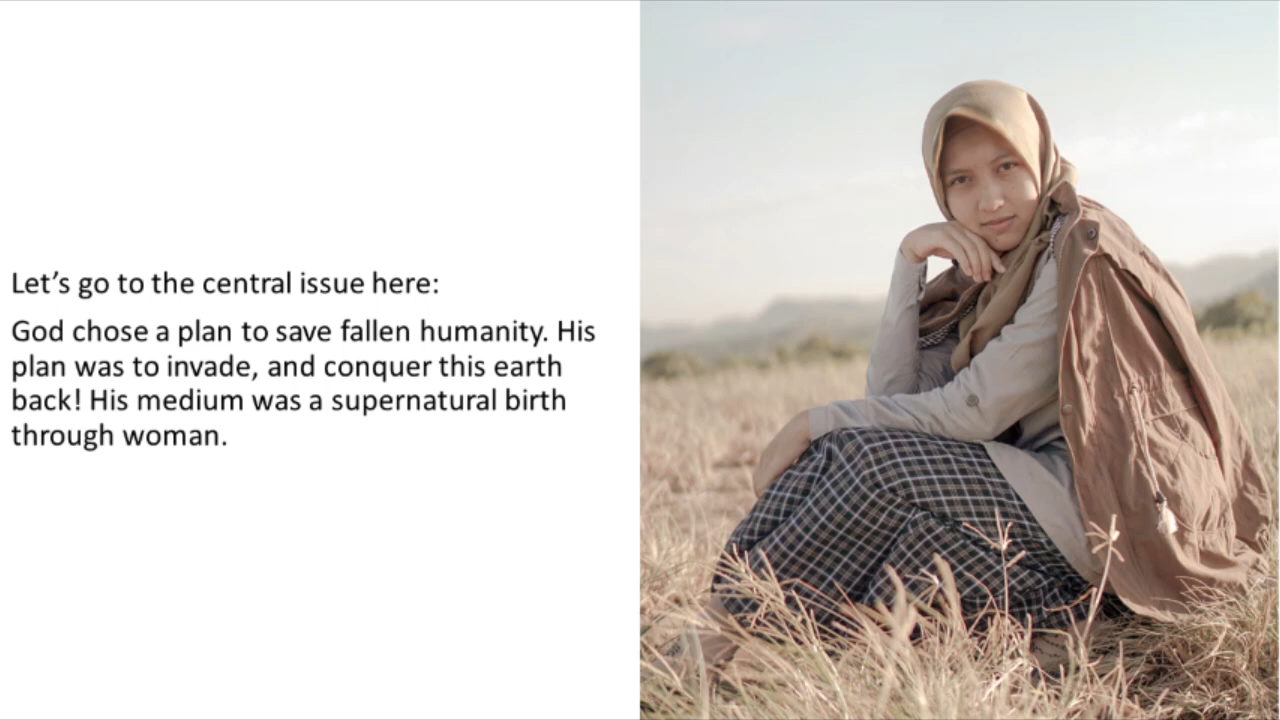 Let’s go to the central issue here:
God chose a plan to save fallen humanity. His
plan was to invade, and conquer this earth
back! His medium was a supernatural birth
through woman.